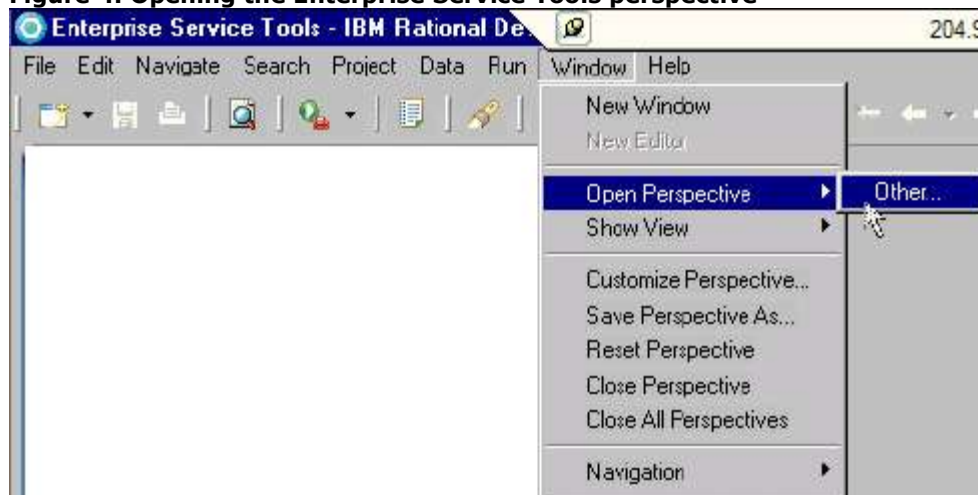 Figure 4. Opening the Enterprise Service Tools perspective
Enterprise Service Tools - IBM Rational De
204.9
File Edit Navigate Search Project Data Run Window Help
New Window
New Editor
Open Perspective
Other...
Show View
Customize Perspective...
Save Perspective As...
Reset Perspective
Close Perspective
Close All Perspectives
Navigation